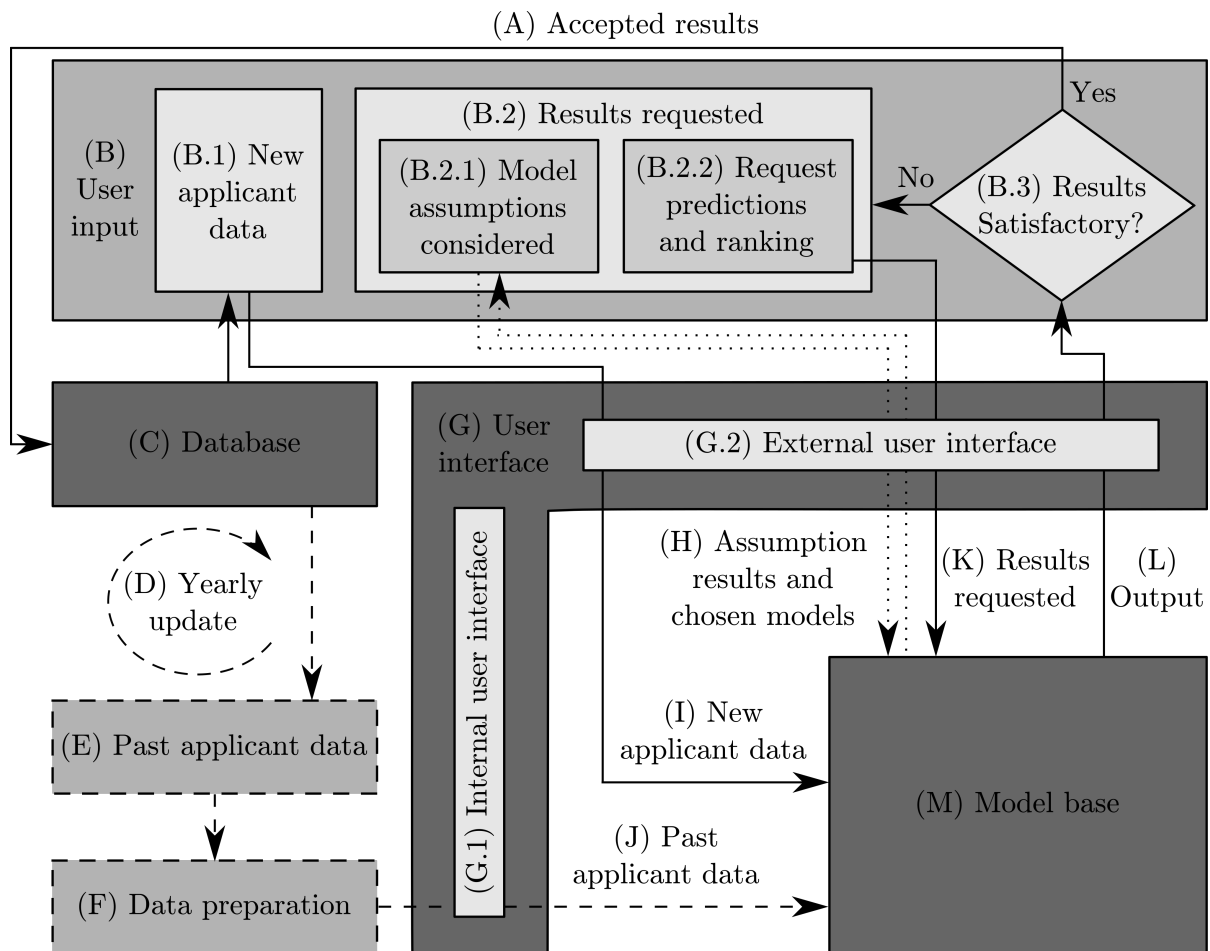 (A) Accepted results
Yes
(B)
User
input
(B.1) New
applicant
data
(B.2) Results requested
(B.2.1) Model
assumptions
considered
(B.2.2) Request
predictions
and ranking
No
(B.3) Results
Satisfactory?
(C) Database
(G) User
interface
(G.2) External user interface
(D) Yearly
update
(G.1) Internal user interface
(H) Assumption
results and
chosen models
(K) Results
requested
(L)
Output
(E) Past applicant data
(I) New
applicant data
(M) Model base
(J) Past
applicant data
(F) Data preparation